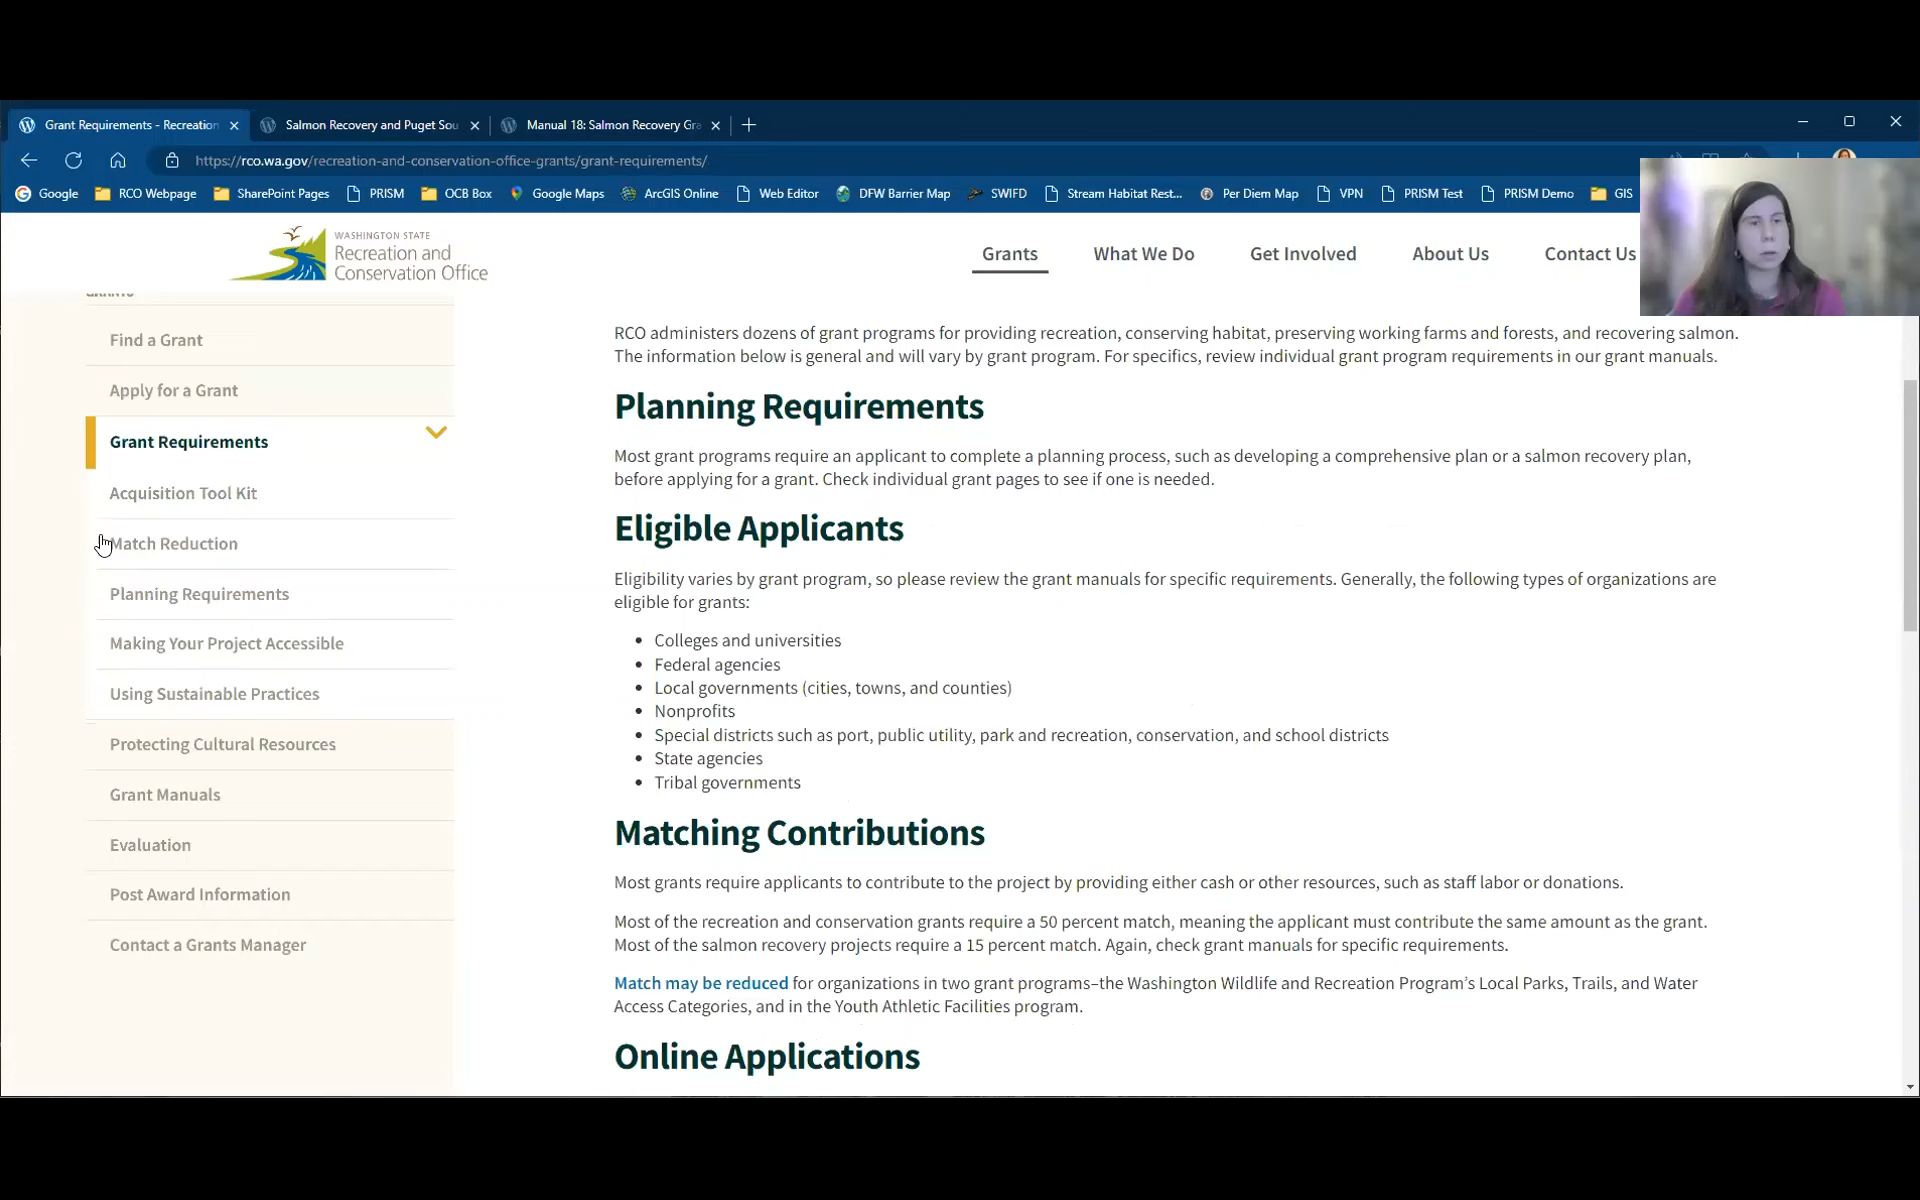 Grant Requirements - Recreation
Salmon Recovery and Puget Sou
Manual 18: Salmon Recovery Gra
https://rco.wa.gov/recreation-and-conservation-office-grants/grant-requirements/
Google
RCO Webpage
SharePoint Pages
PRISM
OCB Box
Google Maps
ArcGIS Online
Web Editor
DFW Barrier Map
SWIFD
Stream Habitat Rest...
Per Diem Map
VPN
PRISM Test
PRISM Demo
GIS
WASHINGTON STATE
Recreation and
Conservation Office
Grants
What We Do
Get Involved
About Us
Contact Us
GRANTS
Find a Grant
Apply for a Grant
Grant Requirements
Acquisition Tool Kit
Match Reduction
Planning Requirements
Making Your Project Accessible
Using Sustainable Practices
Protecting Cultural Resources
Grant Manuals
Evaluation
Post Award Information
Contact a Grants Manager
RCO administers dozens of grant programs for providing recreation, conserving habitat, preserving working farms and forests, and recovering salmon.
The information below is general and will vary by grant program. For specifics, review individual grant program requirements in our grant manuals.
Planning Requirements
Most grant programs require an applicant to complete a planning process, such as developing a comprehensive plan or a salmon recovery plan,
before applying for a grant. Check individual grant pages to see if one is needed.
Eligible Applicants
Eligibility varies by grant program, so please review the grant manuals for specific requirements. Generally, the following types of organizations are
eligible for grants:
• Colleges and universities
• Federal agencies
• Local governments (cities, towns, and counties)
• Nonprofits
• Special districts such as port, public utility, park and recreation, conservation, and school districts
• State agencies
• Tribal governments
Matching Contributions
Most grants require applicants to contribute to the project by providing either cash or other resources, such as staff labor or donations.
Most of the recreation and conservation grants require a 50 percent match, meaning the applicant must contribute the same amount as the grant.
Most of the salmon recovery projects require a 15 percent match. Again, check grant manuals for specific requirements.
Match may be reduced for organizations in two grant programs–the Washington Wildlife and Recreation Program's Local Parks, Trails, and Water
Access Categories, and in the Youth Athletic Facilities program.
Online Applications